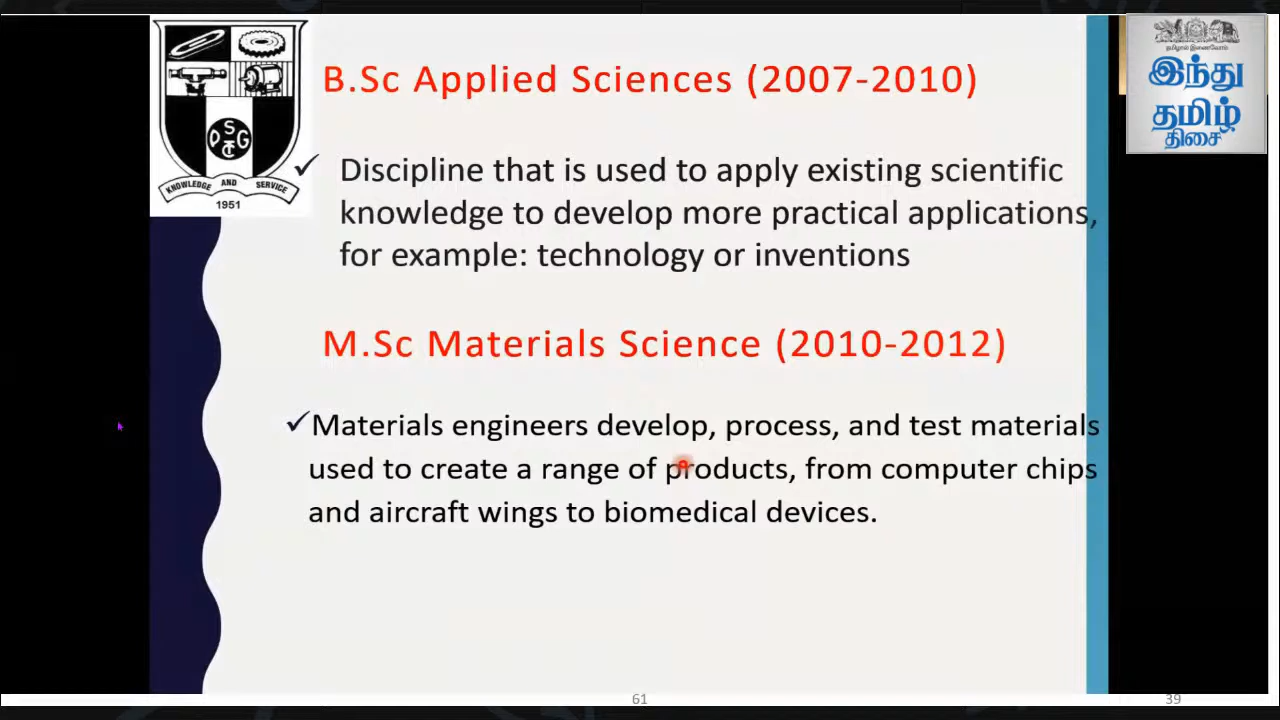 B.Sc Applied Sciences (2007-2010)
✓ Discipline that is used to apply existing scientific
knowledge to develop more practical applications,
for example: technology or inventions
M.Sc Materials Science (2010-2012)
✓Materials engineers develop, process, and test materials
used to create a range of products, from computer chips
and aircraft wings to biomedical devices.
S
D G
CT
KNOWLEDGE AND SERVICE
1951
தமிழால் இணைவோம்
இந்து
தமிழ்
திசை
61
39